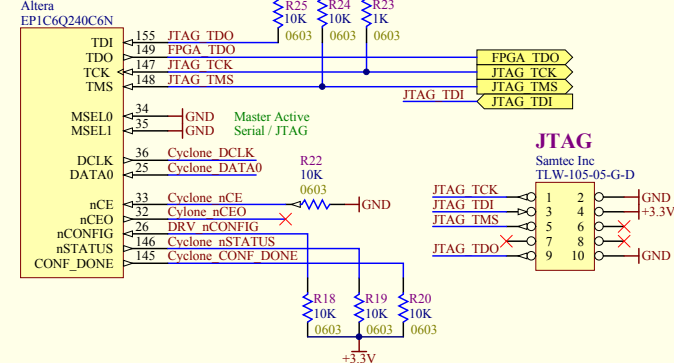 Altera
EP1C6Q240C6N
R25 R24 R23
10K 10K 1K
0603 0603 0603
TDI 155 JTAG_TDO
TDO 149 FPGA_TDO
TCK 147 JTAG_TCK
TMS 148 JTAG_TMS
FPGA_TDO
JTAG_TCK
JTAG_TMS
JTAG_TDI JTAG_TDI
MSEL0 34 GND Master Active
MSEL1 35 GND Serial / JTAG
DCLK 36 Cyclone_DCLK
DATA0 25 Cyclone_DATA0
R22
10K
0603
nCE 33 Cyclone_nCE GND
nCEO 32 Cylone_nCEO
nCONFIG 26 DRV_nCONFIG
nSTATUS 146 Cyclone_nSTATUS
CONF_DONE 145 Cyclone_CONF_DONE
R18 R19 R20
10K 10K 10K
0603 0603 0603
+3.3V
JTAG
Samtec Inc
TLW-105-05-G-D
JTAG_TCK 1 2 GND
JTAG_TDI 3 4 +3.3V
JTAG_TMS 5 6
7 8
JTAG_TDO 9 10 GND